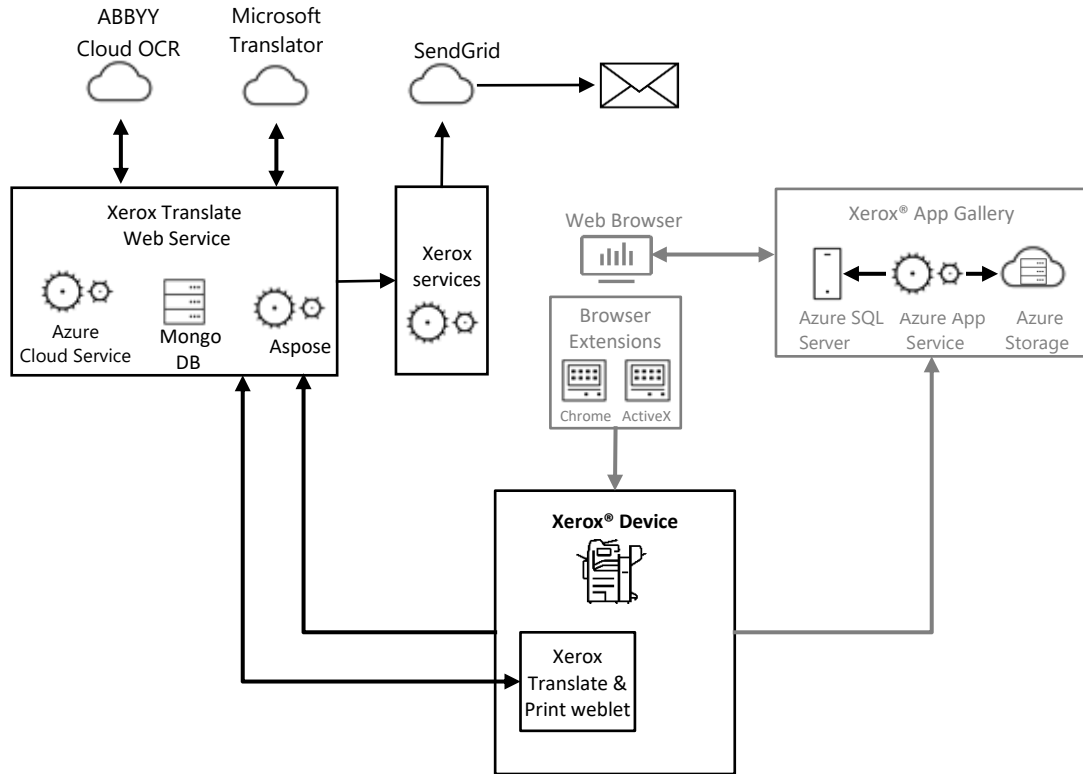 ABBYY
Cloud OCR
Microsoft
Translator
SendGrid
Xerox Translate
Web Service
Azure
Cloud Service
Mongo
DB
Aspose
Xerox
services
Web Browser
Browser
Extensions
Chrome
ActiveX
Xerox® App Gallery
Azure SQL
Server
Azure App
Service
Azure
Storage
Xerox® Device
Xerox
Translate &
Print weblet